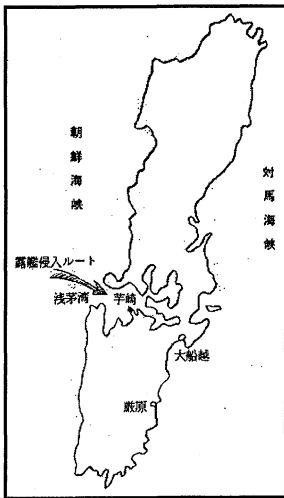 朝鮮海峡
対馬海峡
露艦侵入ルート
浅茅湾
芋崎
大船越
厳原